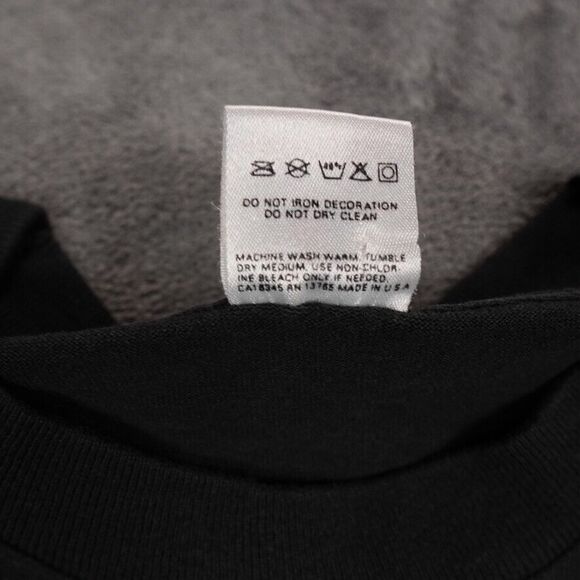 40°C
DO NOT IRON DECORATION
DO NOT DRY CLEAN
MACHINE WASH WARM, TUMBLE
DRY MEDIUM. USE NON-CHLOR-
INE BLEACH ONLY IF NEEDED.
CA18345 RN 13765 MADE IN U.S.A